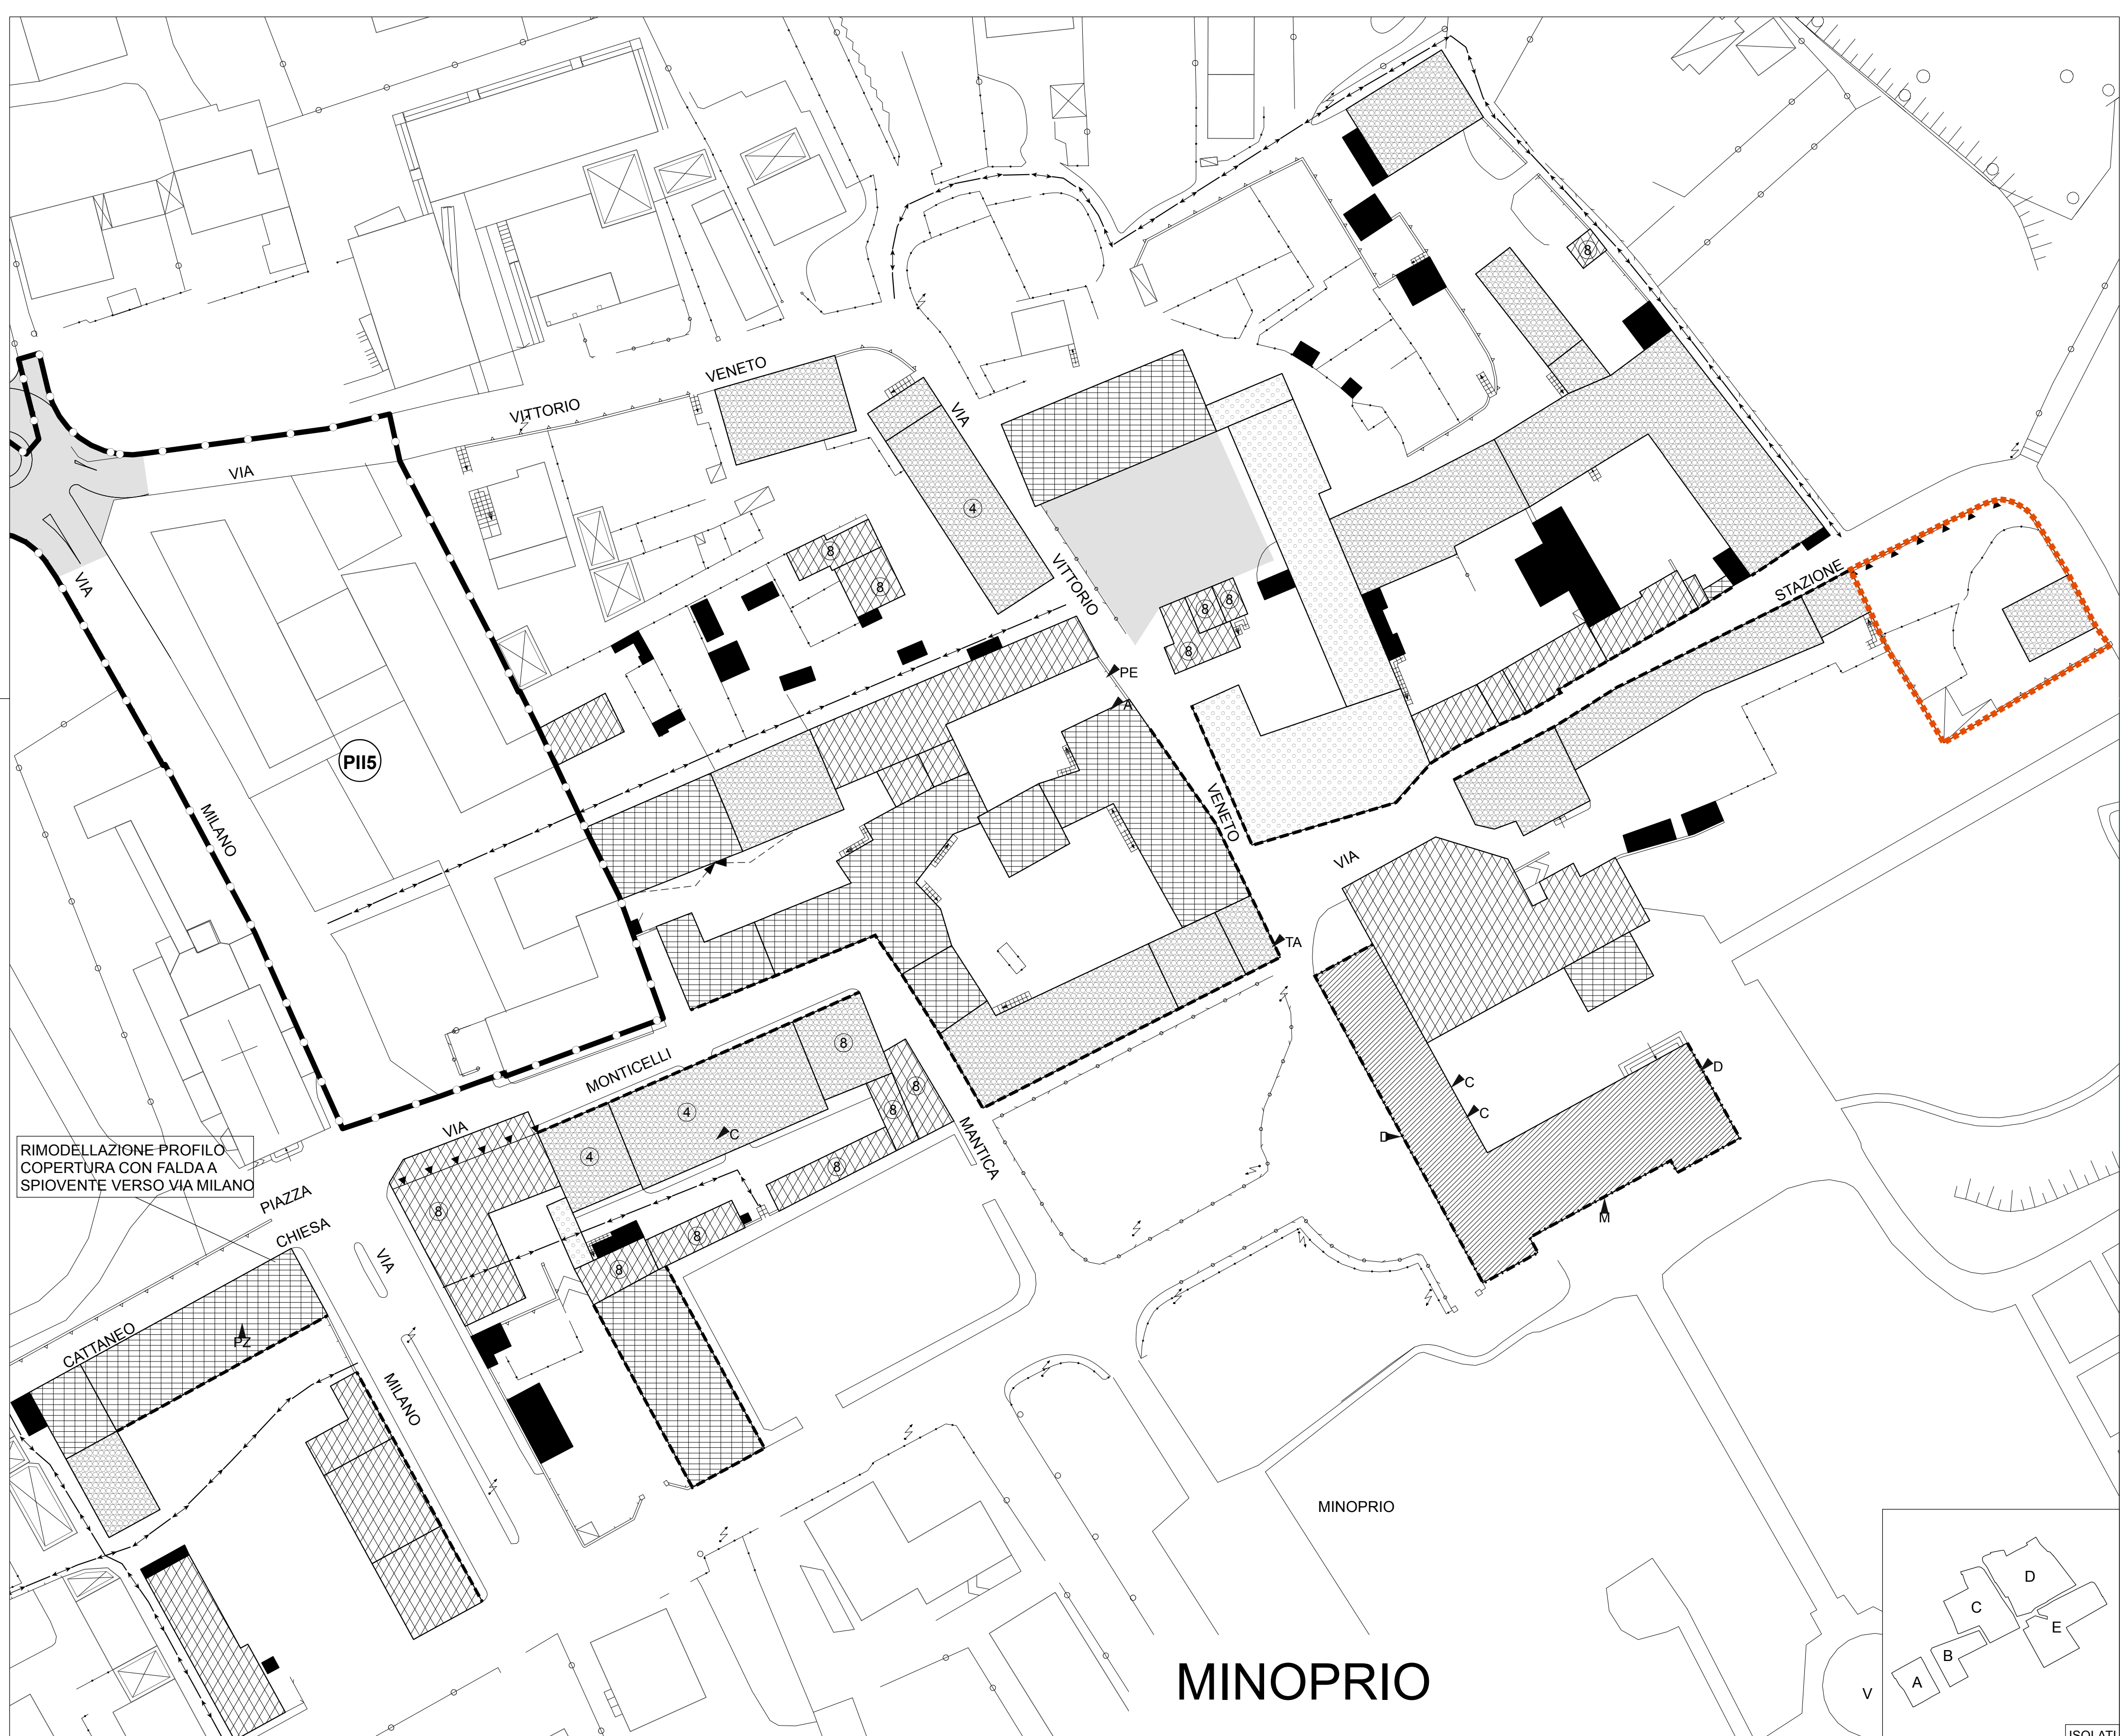 VENETO
VITTORIO
VIA
VIA
VIA
4
8
8
8
VITTORIO
8
8
8
PE
A
STAZIONE
PII5
MILANO
VENETO
VIA
TA
C
C
D
D
M
MONTICELLI
VIA
8
4
C
4
8
8
8
8
8
8
MANTICA
RIMODELLAZIONE PROFILO
COPERTURA CON FALDA A
SPIOVENTE VERSO VIA MILANO
PIAZZA
CHIESA
VIA
CATTANEO
PZ
MILANO
MINOPRIO
MINOPRIO
V
D
C
E
B
A
ISOLATI